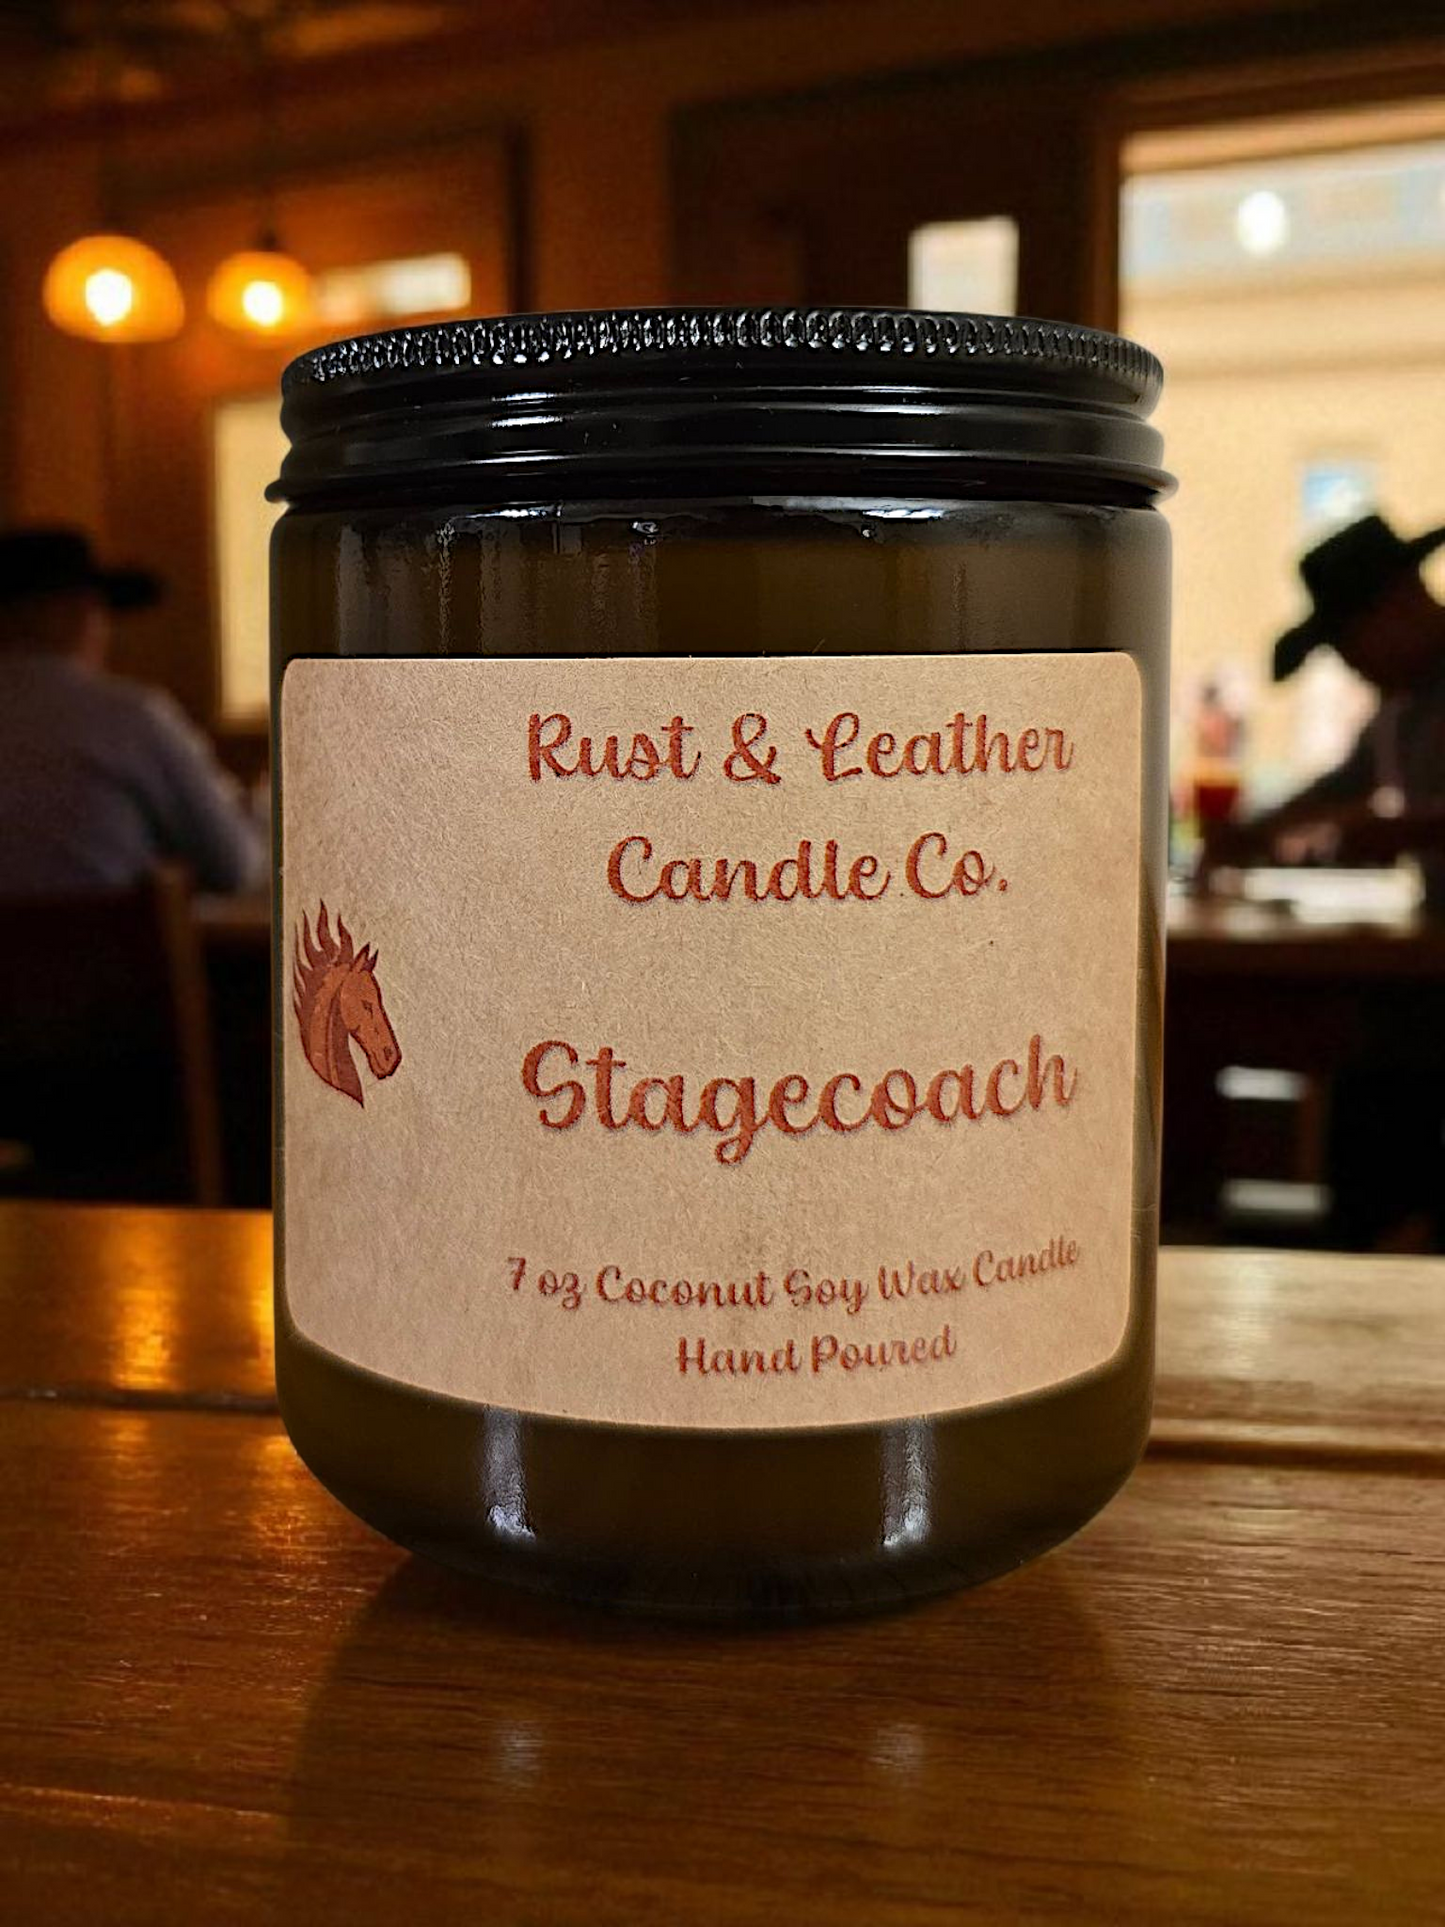 Rust & Leather
Candle Co.
Stagecoach
7 oz Coconut Soy Wax Candle
Hand Poured